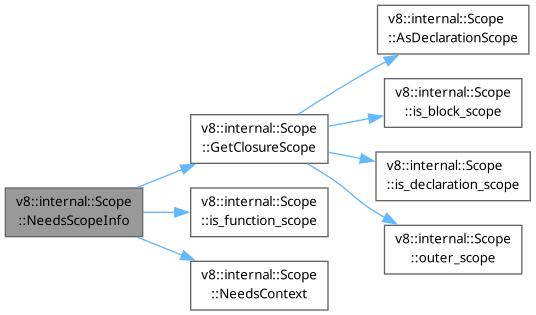 v8::internal::Scope
::NeedsScopeInfo
v8::internal::Scope
::GetClosureScope
v8::internal::Scope
::is_function_scope
v8::internal::Scope
::NeedsContext
v8::internal::Scope
::AsDeclarationScope
v8::internal::Scope
::is_block_scope
v8::internal::Scope
::is_declaration_scope
v8::internal::Scope
::outer_scope